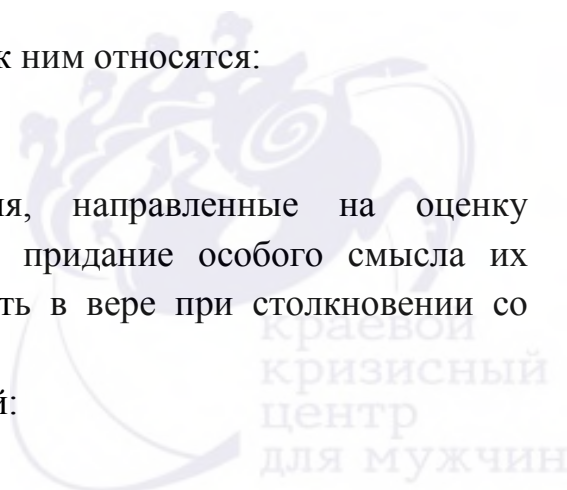 к ним относятся:
ия, направленные на оценку
придание особого смысла их
ть в вере при столкновении со
й:
краевой
кризисный
центр
для мужчин